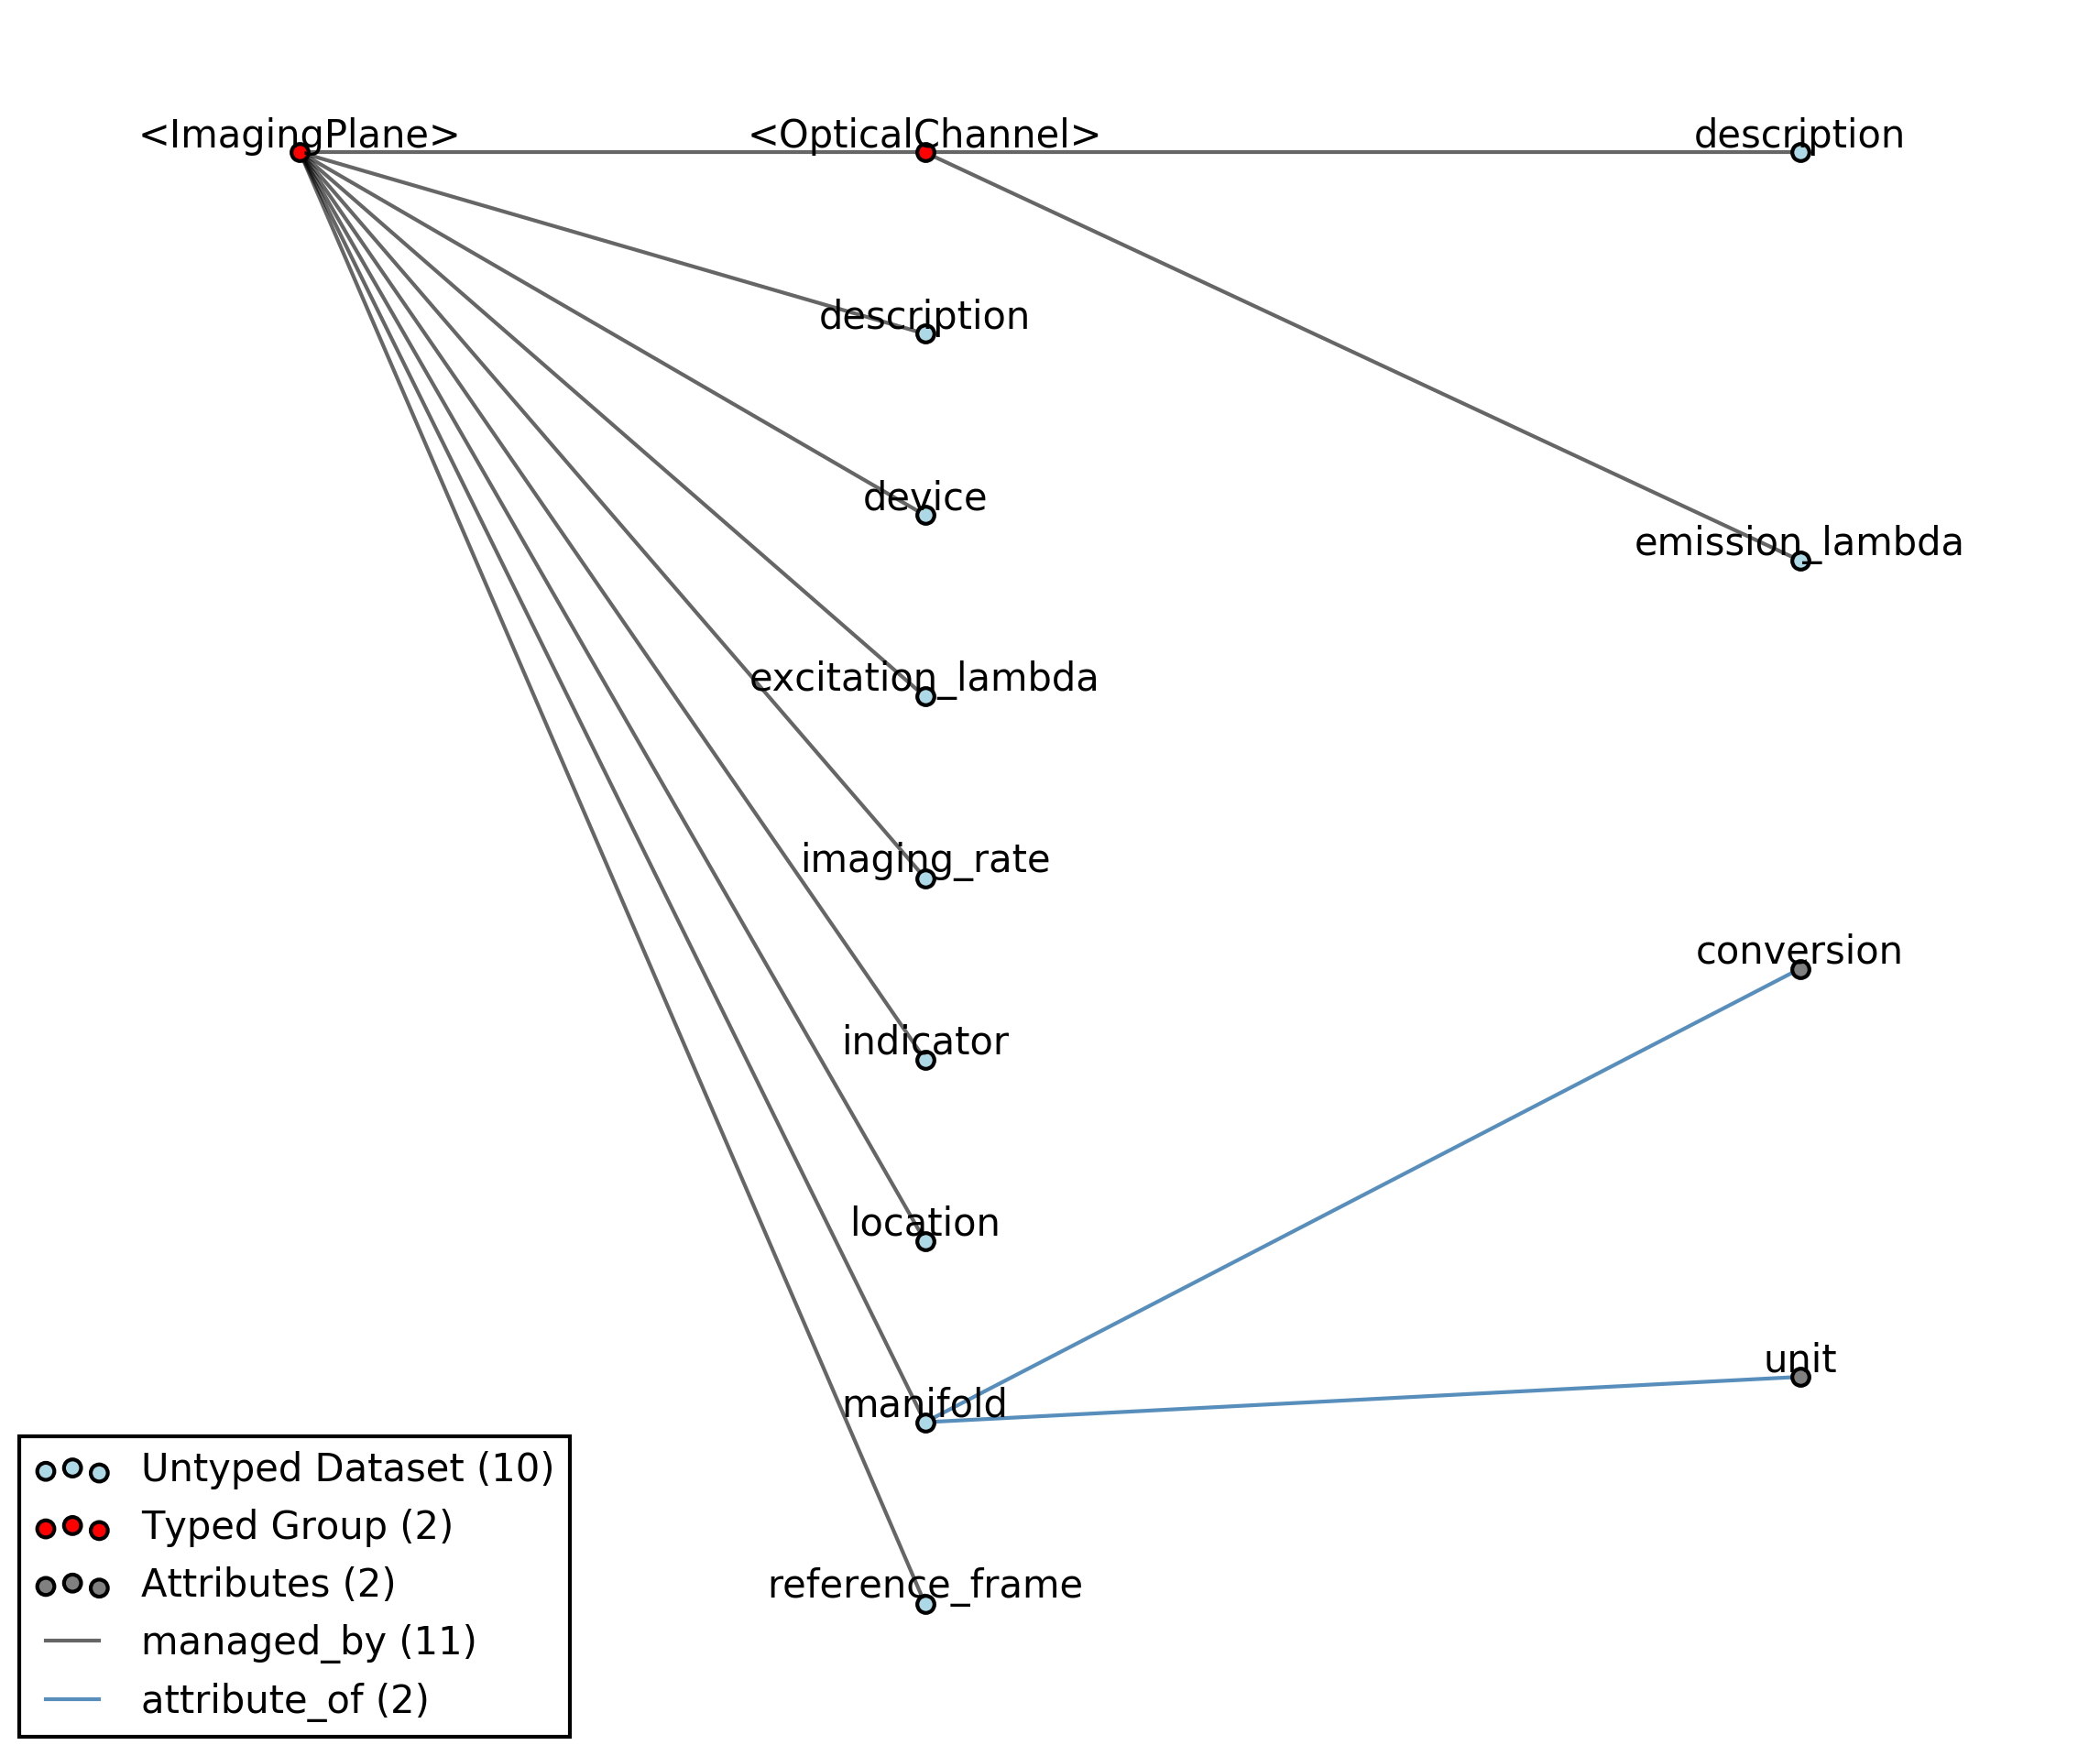 <ImagingPlane>
<OpticalChannel>
description
description
device
emission_lambda
excitation_lambda
imaging_rate
conversion
indicator
location
unit
manifold
reference_frame
Untyped Dataset (10)
Typed Group (2)
Attributes (2)
managed_by (11)
attribute_of (2)